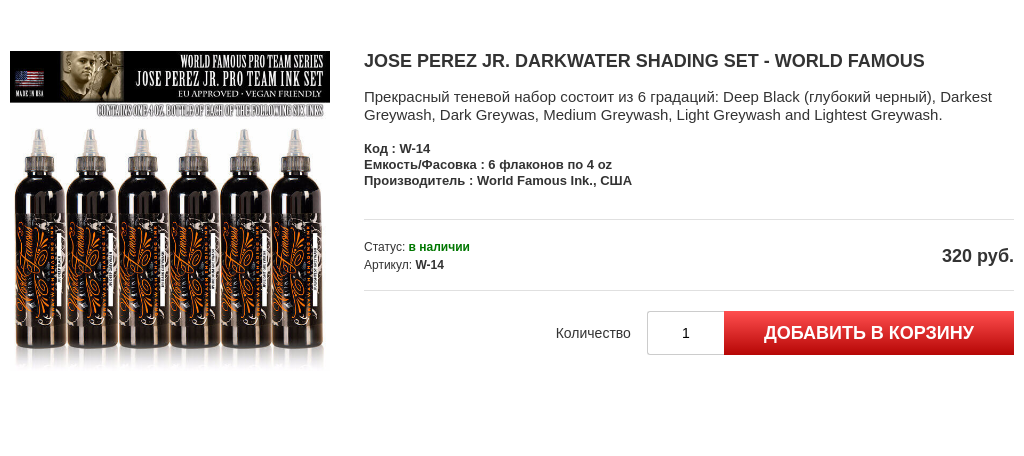 WORLD FAMOUS PRO TEAM SERIES
JOSE PEREZ JR. PRO TEAM INK SET
MADE IN USA
EU APPROVED · VEGAN FRIENDLY
CONTAINS ONE 4 OZ. BOTTLE OF EACH OF THE FOLLOWING SIX INKS
JOSE PEREZ JR. DARKWATER SHADING SET - WORLD FAMOUS
Прекрасный теневой набор состоит из 6 градаций: Deep Black (глубокий черный), Darkest
Greywash, Dark Greywas, Medium Greywash, Light Greywash and Lightest Greywash.
Код : W-14
Емкость/Фасовка : 6 флаконов по 4 oz
Производитель : World Famous Ink., США
Статус: в наличии
Артикул: W-14
320 руб.
Количество
1
ДОБАВИТЬ В КОРЗИНУ